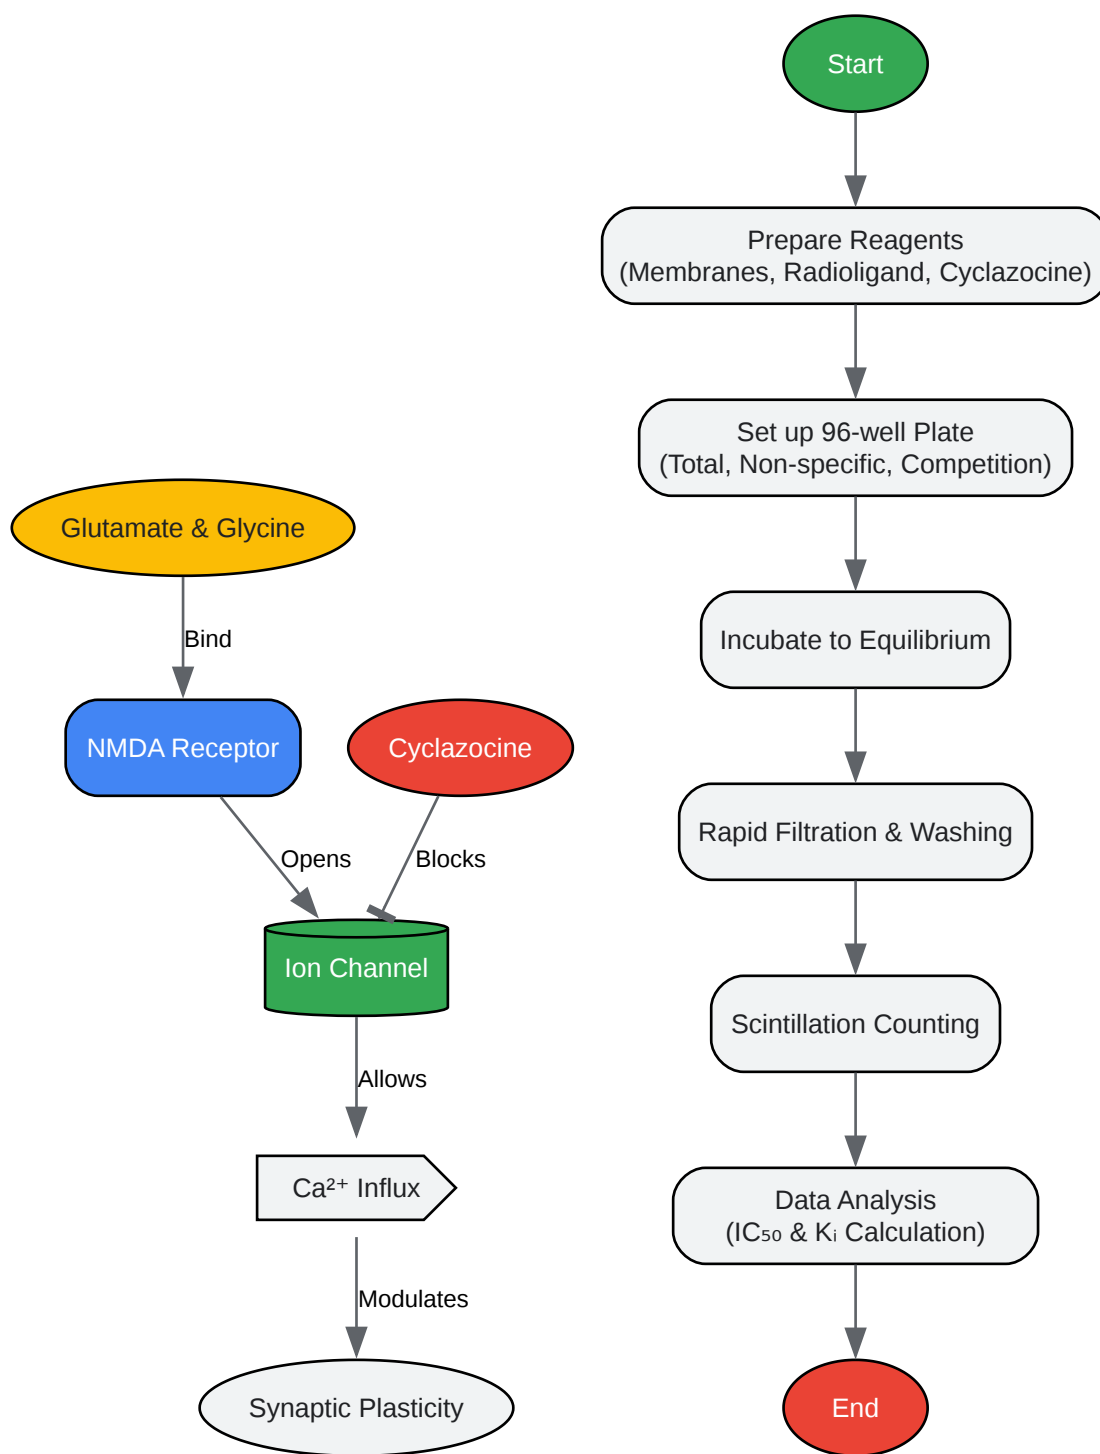 Glutamate & Glycine
Bind
NMDA Receptor
Cyclazocine
Opens
Blocks
Ion Channel
Allows
Ca²⁺ Influx
Modulates
Synaptic Plasticity
Start
Prepare Reagents
(Membranes, Radioligand, Cyclazocine)
Set up 96-well Plate
(Total, Non-specific, Competition)
Incubate to Equilibrium
Rapid Filtration & Washing
Scintillation Counting
Data Analysis
(IC₅₀ & Kᵢ Calculation)
End